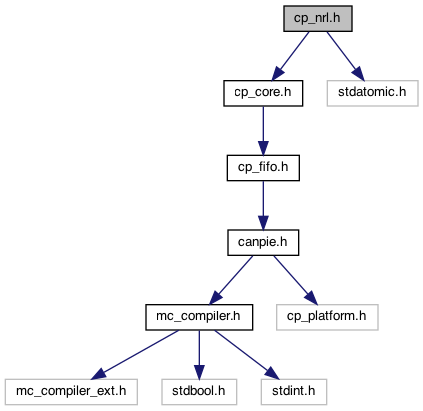 cp_nrl.h
cp_core.h
stdatomic.h
cp_fifo.h
canpie.h
mc_compiler.h
cp_platform.h
mc_compiler_ext.h
stdbool.h
stdint.h